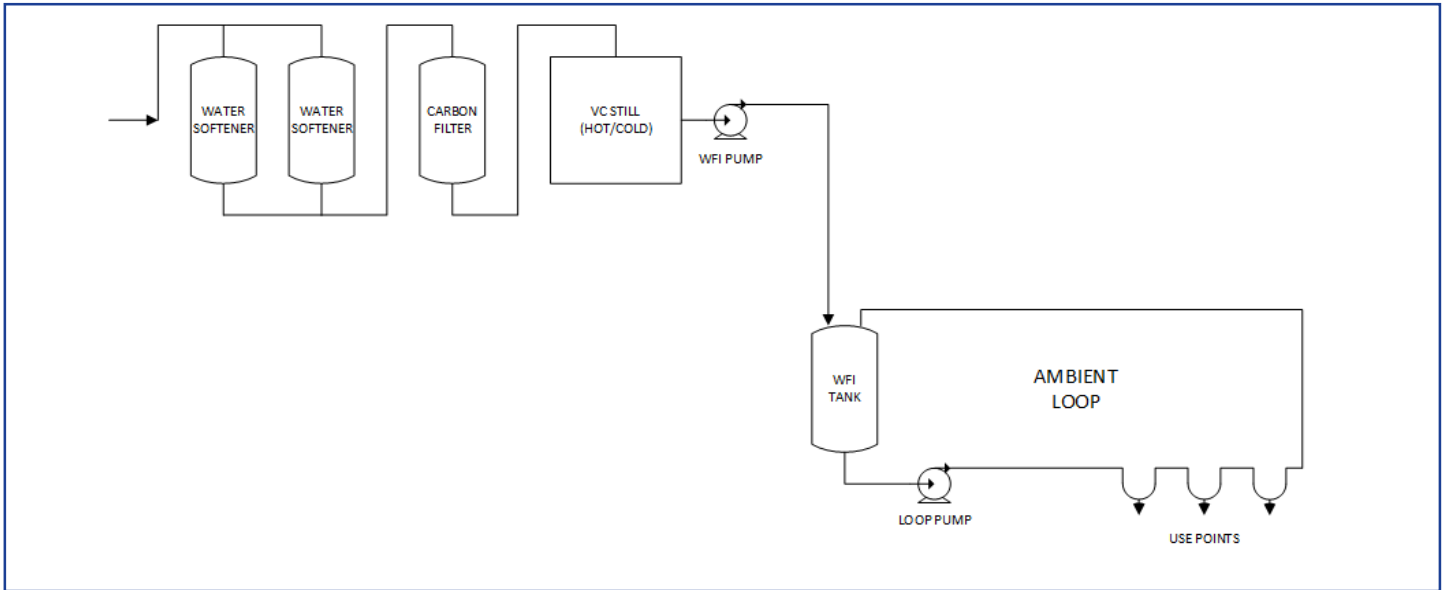 WATER
SOFTENER
WATER
SOFTENER
CARBON
FILTER
VC STILL
(HOT/COLD)
WFI PUMP
WFI
TANK
AMBIENT
LOOP
LOOP PUMP
USE POINTS